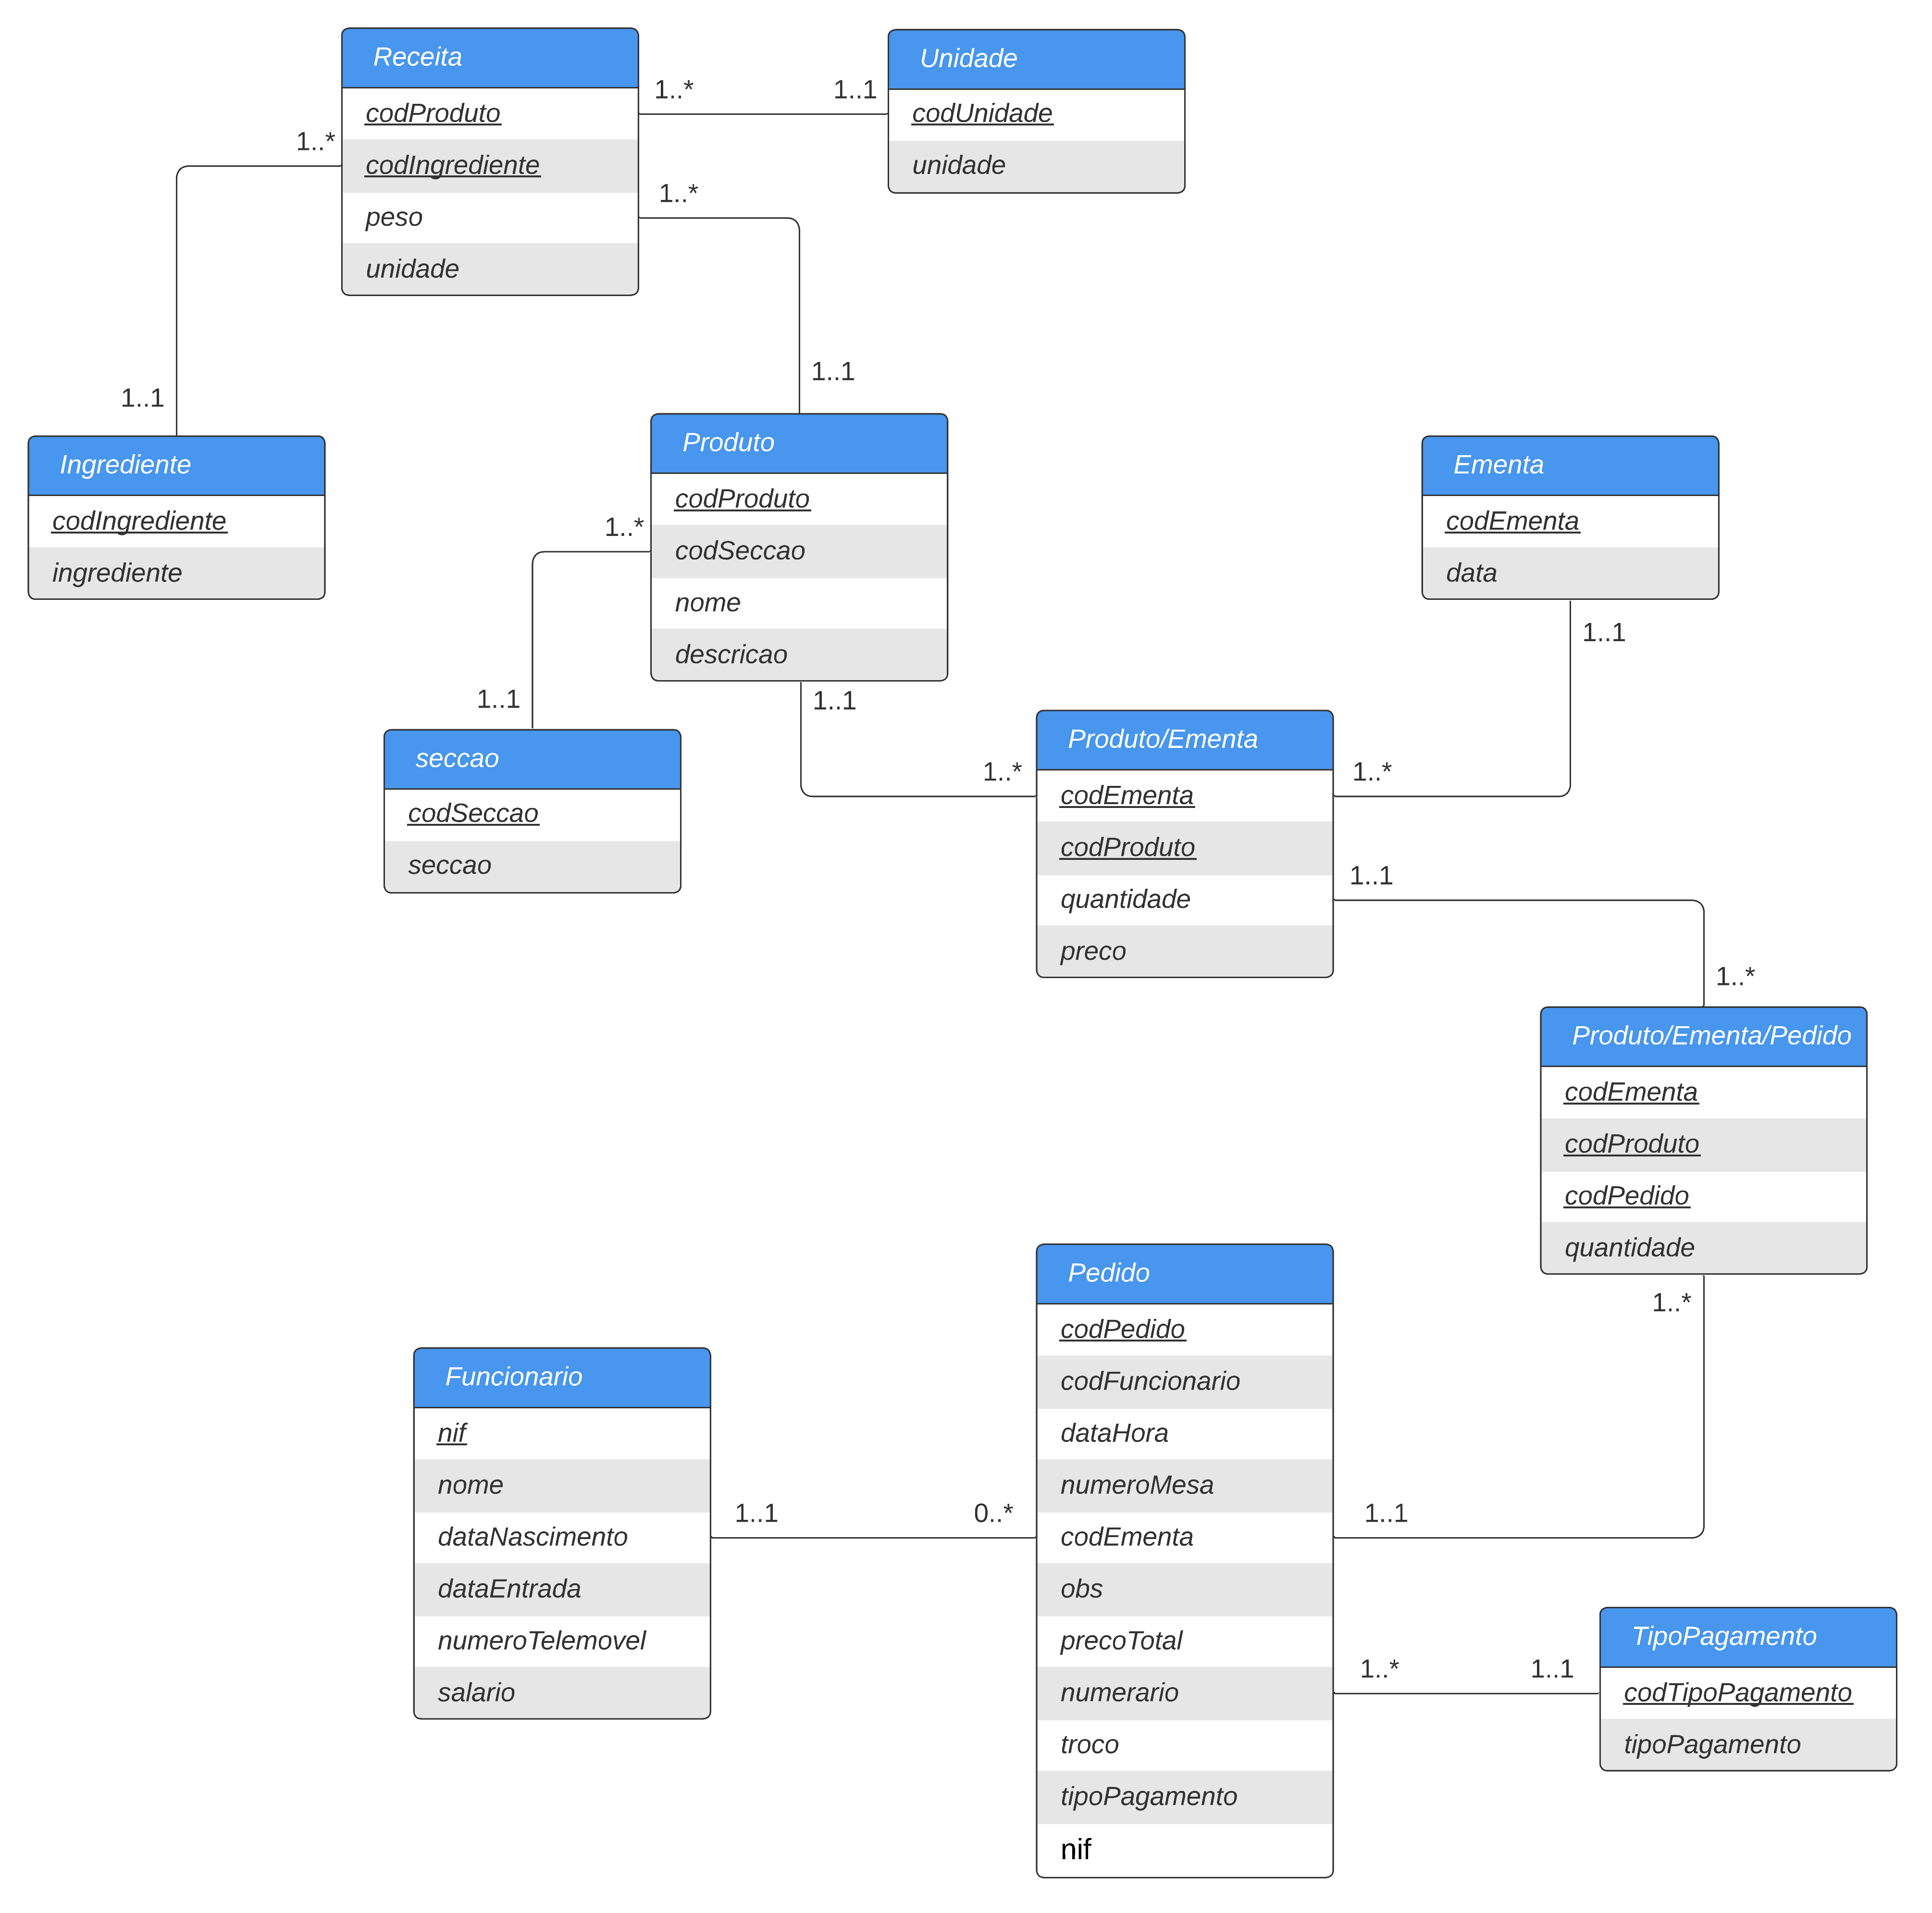 Receita
codProduto
codIngrediente
peso
unidade
1..*
1..1
Unidade
codUnidade
unidade
1..*
1..*
1..1
1..1
Ingrediente
codIngrediente
ingrediente
Produto
codProduto
codSeccao
nome
descricao
Ementa
codEmenta
data
1..*
1..1
1..1
1..1
seccao
codSeccao
seccao
1..*
Produto/Ementa
codEmenta
codProduto
quantidade
preco
1..*
1..1
1..*
Produto/Ementa/Pedido
codEmenta
codProduto
codPedido
quantidade
1..*
Pedido
codPedido
codFuncionario
dataHora
numeroMesa
codEmenta
obs
precoTotal
numerario
troco
tipoPagamento
nif
Funcionario
nif
nome
dataNascimento
dataEntrada
numeroTelemovel
salario
1..1
0..*
1..1
1..*
1..1
TipoPagamento
codTipoPagamento
tipoPagamento